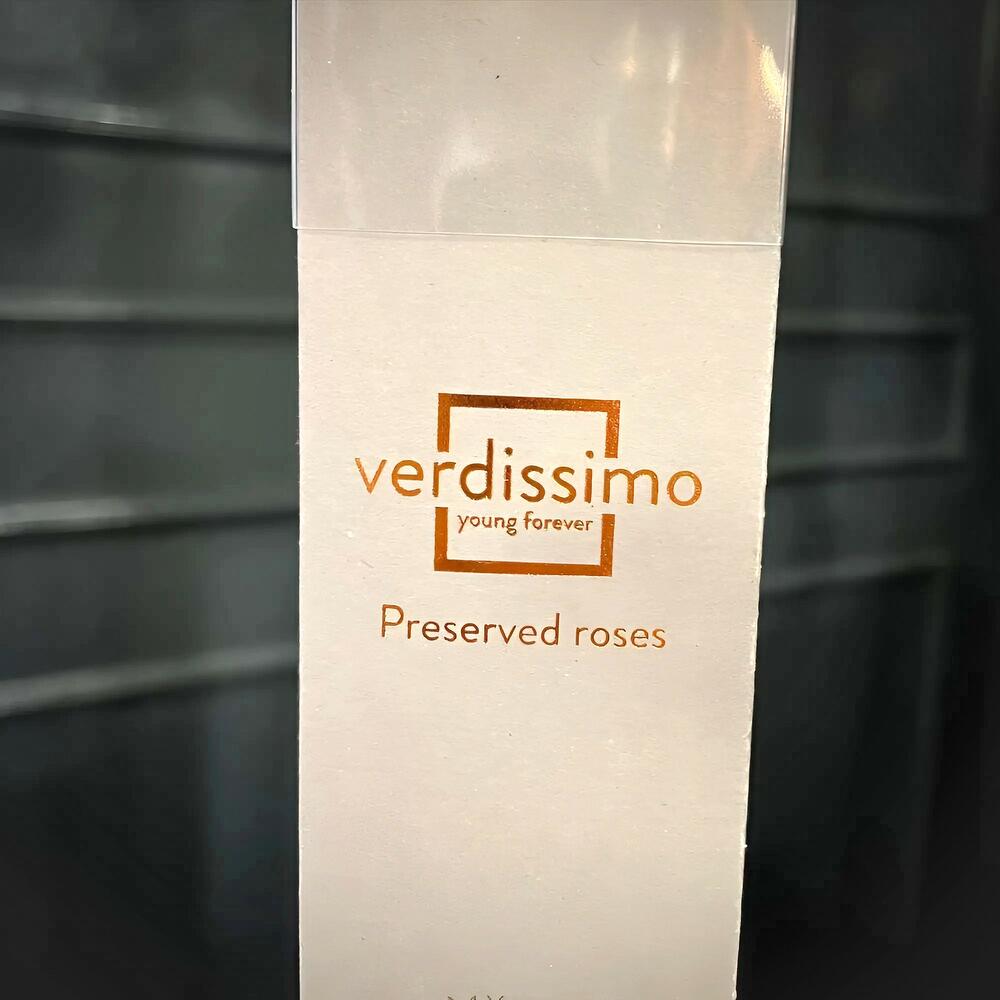 verdissimo
young forever
Preserved roses